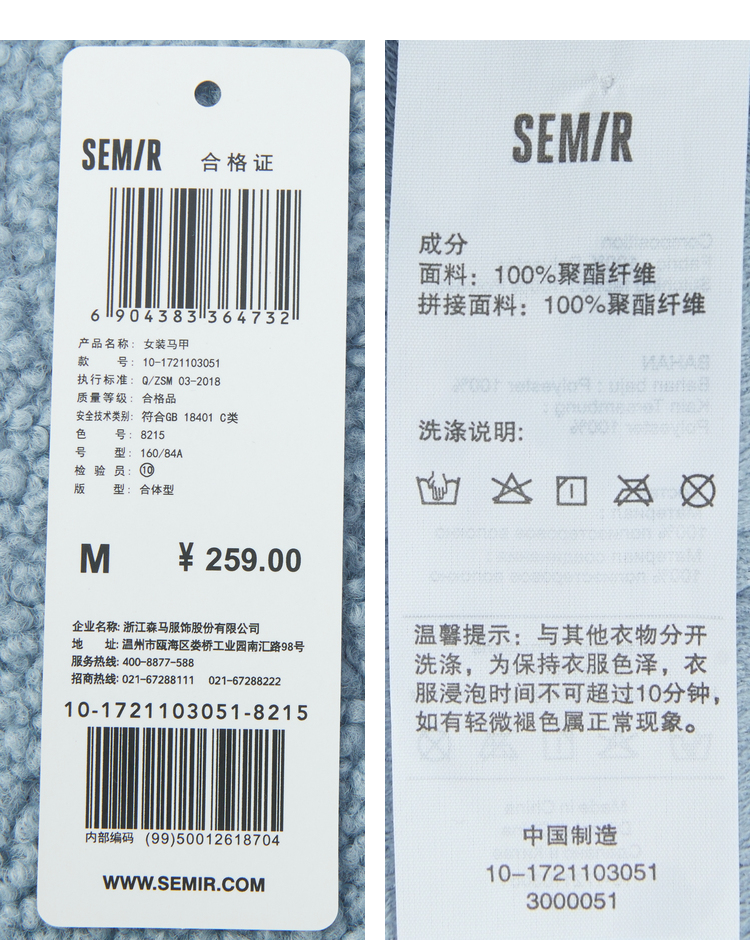 SEMIR 合格证
6 904383 364732
产品名称: 女装马甲
款 号: 10-1721103051
执行标准: Q/ZSM 03-2018
质量等级: 合格品
安全技术类别: 符合GB 18401 C类
色 号: 8215
号 型: 160/84A
检 验 员: ⑩
版 型: 合体型
M ¥ 259.00
企业名称: 浙江森马服饰股份有限公司
地 址: 温州市瓯海区娄桥工业园南汇路98号
服务热线: 400-8877-588
招商热线: 021-67288111 021-67288222
10-1721103051-8215
内部编码 (99)50012618704
WWW.SEMIR.COM
SEMIR
成分
面料: 100%聚酯纤维
拼接面料: 100%聚酯纤维
洗涤说明:
温馨提示: 与其他衣物分开
洗涤，为保持衣服色泽，衣
服浸泡时间不可超过10分钟，
如有轻微褪色属正常现象。
中国制造
10-1721103051
3000051